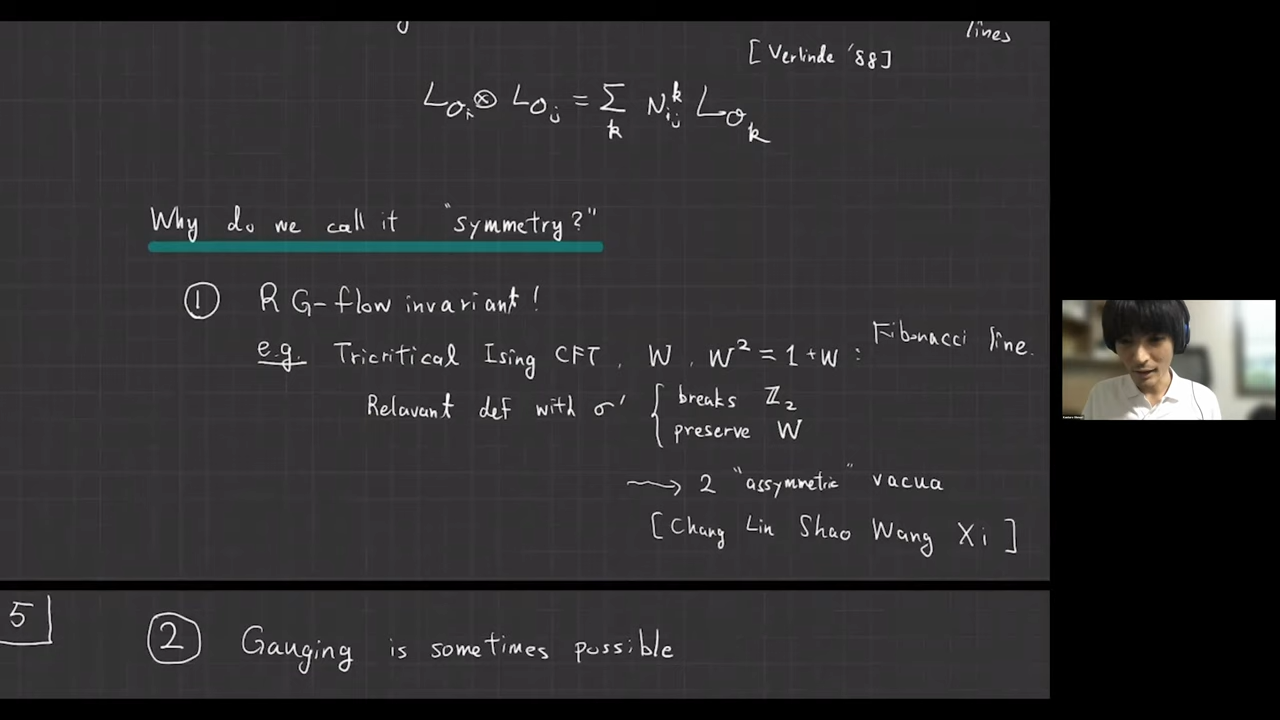 lines
[Verlinde '88]
L_{O_i} ⊗ L_{O_j} = Σ_k N_{ij}^k L_{O_k}
Why do we call it "symmetry?"
① RG-flow invariant!
e.g. Tricritical Ising CFT, W, W² = 1 + W : Fibonacci line.
Relavant def with σ' { breaks ℤ₂
preserve W
⟶ 2 "assymmetric" vacua
[Chang Lin Shao Wang Xi]
5
② Gauging is sometimes possible